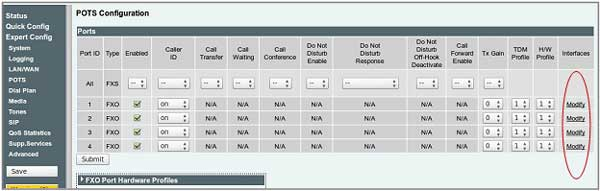 POTS Configuration
Status
Quick Config
Expert Config
System
Logging
LAN/WAN
POTS
Dial Plan
Media
Tones
SIP
QoS Statistics
Supp.Services
Advanced
Save
Ports
Port ID Type Enabled Caller ID Call Transfer Call Waiting Call Conference Do Not Disturb Enable Do Not Disturb Response Do Not Disturb Off-Hook Deactivate Call Forward Enable Tx Gain TDM Profile H/W Profile Interfaces
All FXS -- -- -- -- -- -- -- -- -- -- -- --
1 FXO on N/A N/A N/A N/A N/A N/A N/A 0 1 1 Modify
2 FXO on N/A N/A N/A N/A N/A N/A N/A 0 1 1 Modify
3 FXO on N/A N/A N/A N/A N/A N/A N/A 0 1 1 Modify
4 FXO on N/A N/A N/A N/A N/A N/A N/A 0 1 1 Modify
Submit
FXO Port Hardware Profiles